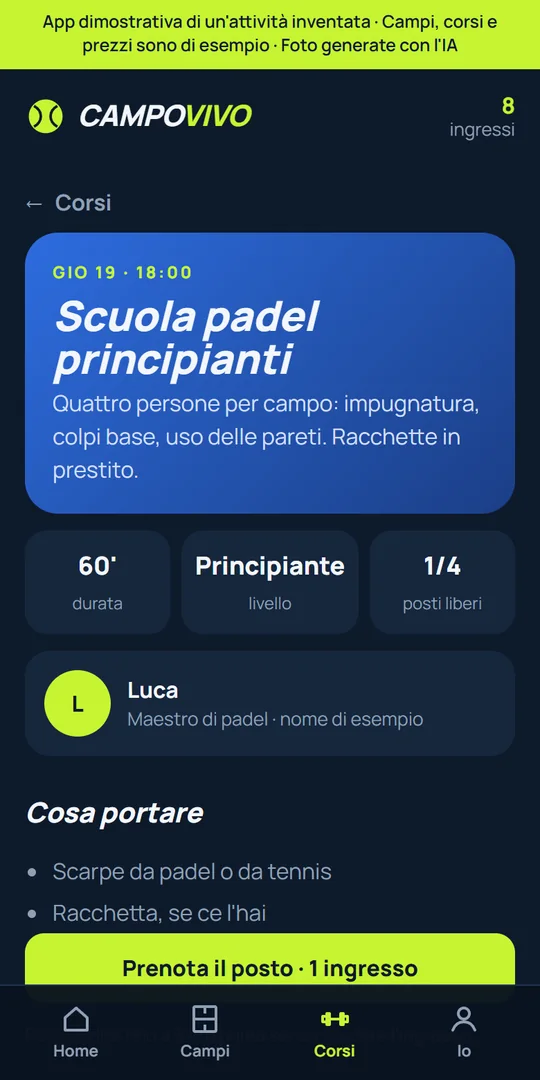 App dimostrativa di un'attività inventata · Campi, corsi e
prezzi sono di esempio · Foto generate con l'IA
CAMPOVIVO
8
ingressi
← Corsi
GIO 19 · 18:00
Scuola padel
principianti
Quattro persone per campo: impugnatura,
colpi base, uso delle pareti. Racchette in
prestito.
60'
durata
Principiante
livello
1/4
posti liberi
L
Luca
Maestro di padel · nome di esempio
Cosa portare
• Scarpe da padel o da tennis
• Racchetta, se ce l'hai
Prenota il posto · 1 ingresso
Home
Campi
Corsi
Io